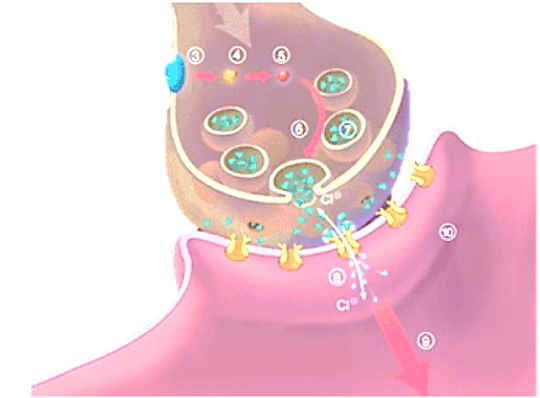 ③ ④ ⑤
⑥ ⑦
Cl⊖
⑩
⑧
Cl⊖
⑨